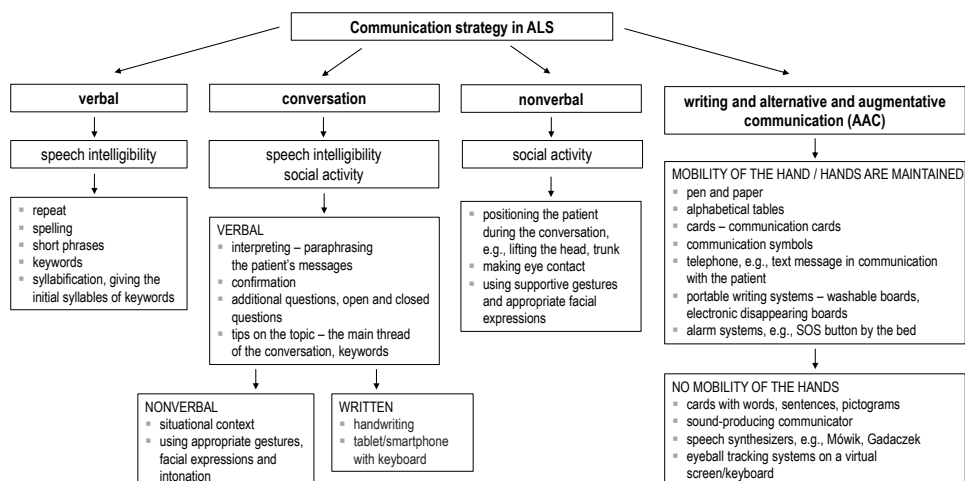 Communication strategy in ALS
verbal
speech intelligibility
▪ repeat
▪ spelling
▪ short phrases
▪ keywords
▪ syllabification, giving the
initial syllables of keywords
conversation
speech intelligibility
social activity
VERBAL
▪ interpreting – paraphrasing
the patient's messages
▪ confirmation
▪ additional questions, open and closed
questions
▪ tips on the topic – the main thread
of the conversation, keywords
NONVERBAL
▪ situational context
▪ using appropriate gestures,
facial expressions and
intonation
WRITTEN
▪ handwriting
▪ tablet/smartphone
with keyboard
nonverbal
social activity
▪ positioning the patient
during the conversation,
e.g., lifting the head, trunk
▪ making eye contact
▪ using supportive gestures
and appropriate facial
expressions
writing and alternative and augmentative
communication (AAC)
MOBILITY OF THE HAND / HANDS ARE MAINTAINED
▪ pen and paper
▪ alphabetical tables
▪ cards – communication cards
▪ communication symbols
▪ telephone, e.g., text message in communication
with the patient
▪ portable writing systems – washable boards,
electronic disappearing boards
▪ alarm systems, e.g., SOS button by the bed
NO MOBILITY OF THE HANDS
▪ cards with words, sentences, pictograms
▪ sound-producing communicator
▪ speech synthesizers, e.g., Mówik, Gadaczek
▪ eyeball tracking systems on a virtual
screen/keyboard